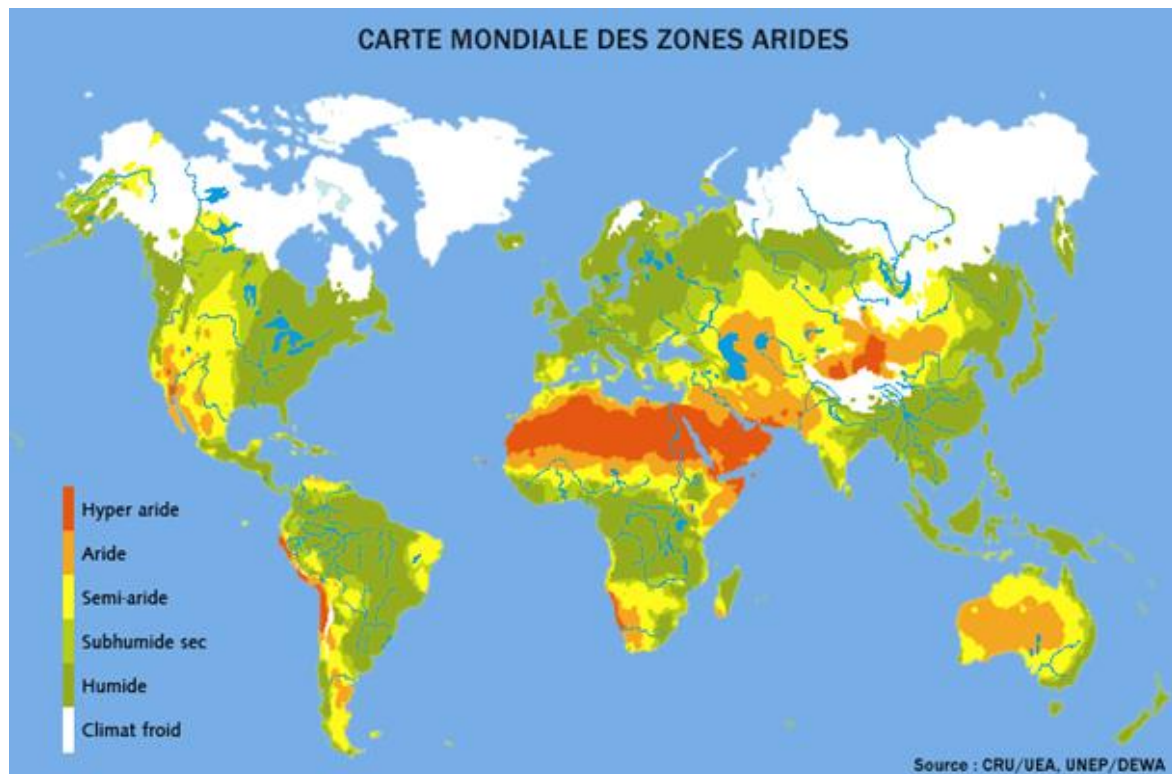 CARTE MONDIALE DES ZONES ARIDES
Hyper aride
Aride
Semi-aride
Subhumide sec
Humide
Climat froid
Source : CRU/UEA, UNEP/DEWA